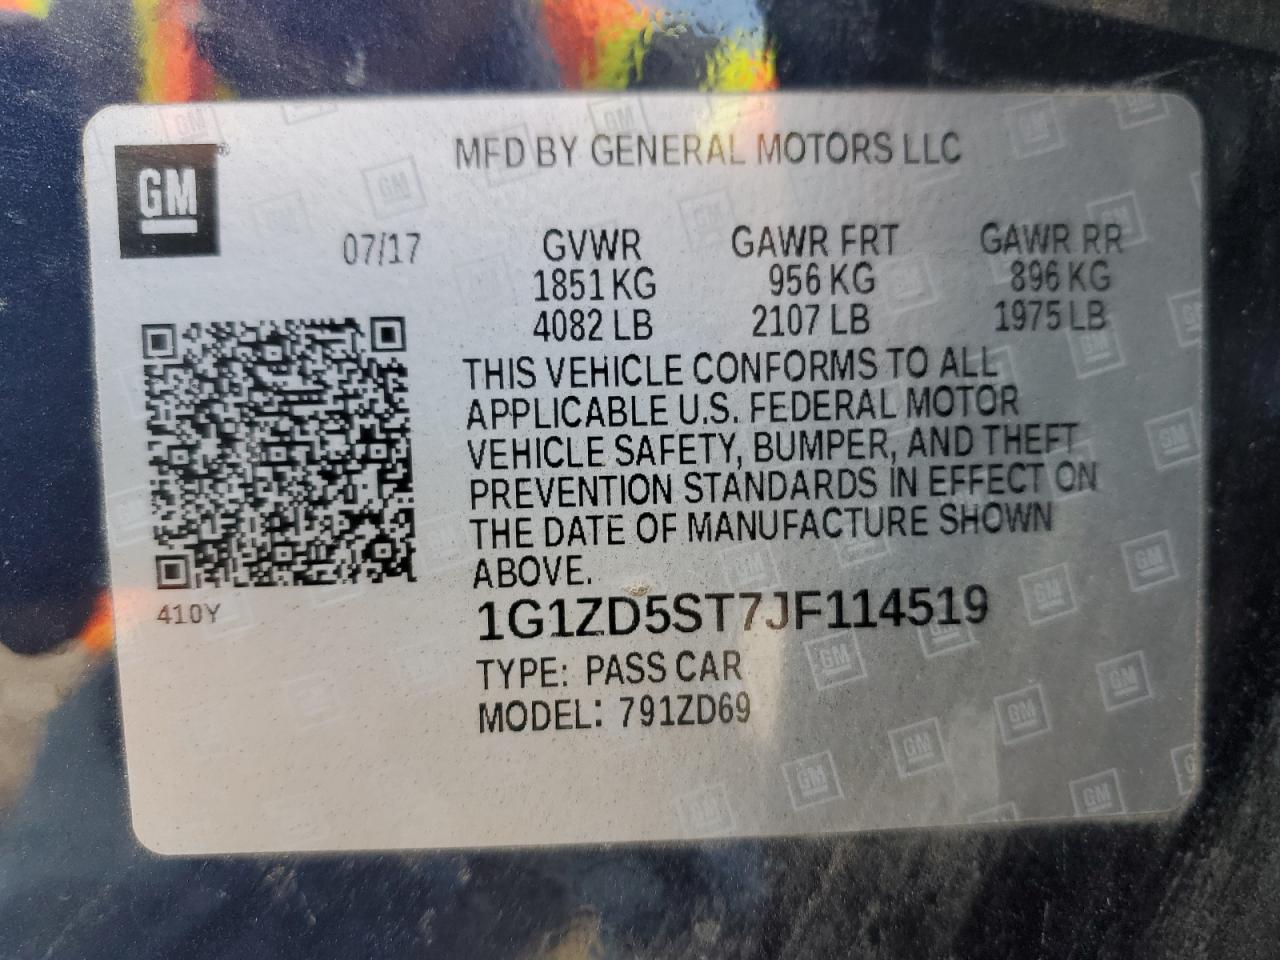 MFD BY GENERAL MOTORS LLC
GM
07/17
GVWR GAWR FRT GAWR RR
1851 KG 956 KG 896 KG
4082 LB 2107 LB 1975 LB
THIS VEHICLE CONFORMS TO ALL
APPLICABLE U.S. FEDERAL MOTOR
VEHICLE SAFETY, BUMPER, AND THEFT
PREVENTION STANDARDS IN EFFECT ON
THE DATE OF MANUFACTURE SHOWN
ABOVE.
410Y
1G1ZD5ST7JF114519
TYPE: PASS CAR
MODEL: 791ZD69